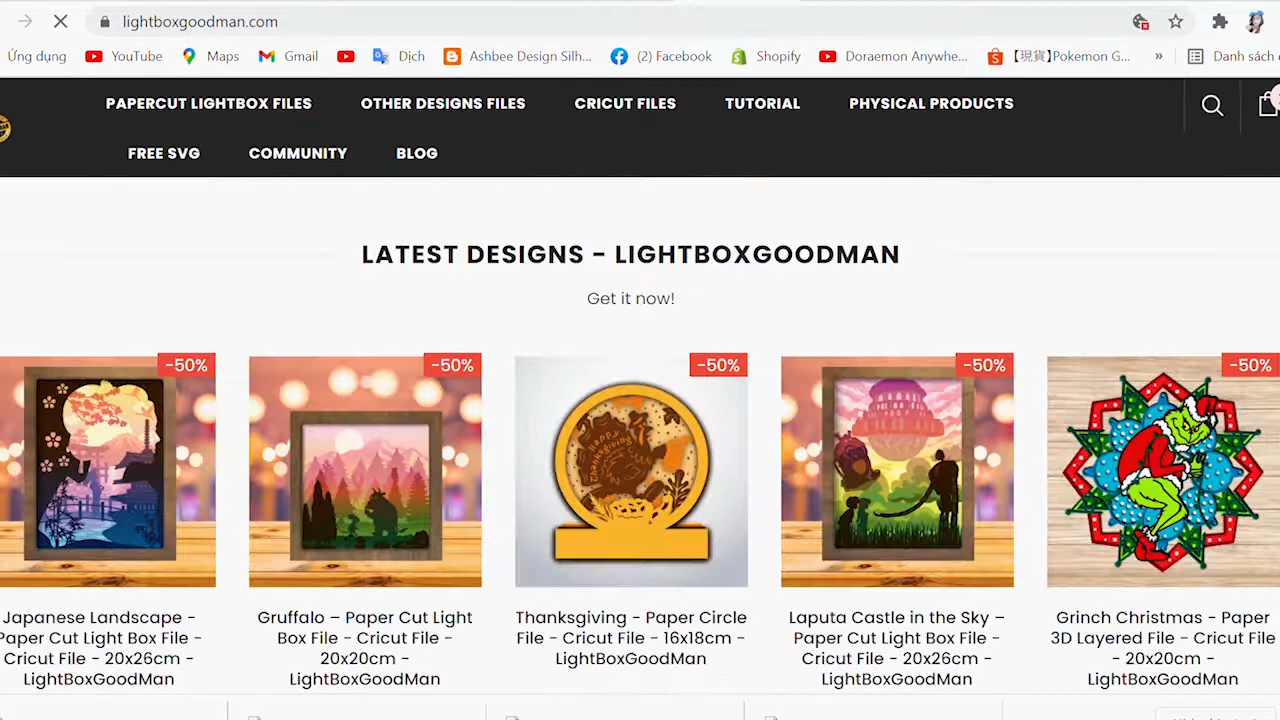 lightboxgoodman.com
Ứng dụng YouTube Maps Gmail Dịch Ashbee Design Silh... (2) Facebook Shopify Doraemon Anywhe... 【現貨】Pokemon G... » Danh sách
PAPERCUT LIGHTBOX FILES OTHER DESIGNS FILES CRICUT FILES TUTORIAL PHYSICAL PRODUCTS
FREE SVG COMMUNITY BLOG
LATEST DESIGNS - LIGHTBOXGOODMAN
Get it now!
-50% -50% -50% -50% -50%
Happy
Thanksgiving
Japanese Landscape -
Paper Cut Light Box File -
Cricut File - 20x26cm -
LightBoxGoodMan
Gruffalo – Paper Cut Light
Box File - Cricut File -
20x20cm -
LightBoxGoodMan
Thanksgiving - Paper Circle
File - Cricut File - 16x18cm -
LightBoxGoodMan
Laputa Castle in the Sky –
Paper Cut Light Box File -
Cricut File - 20x26cm -
LightBoxGoodMan
Grinch Christmas - Paper
3D Layered File - Cricut File
- 20x20cm -
LightBoxGoodMan